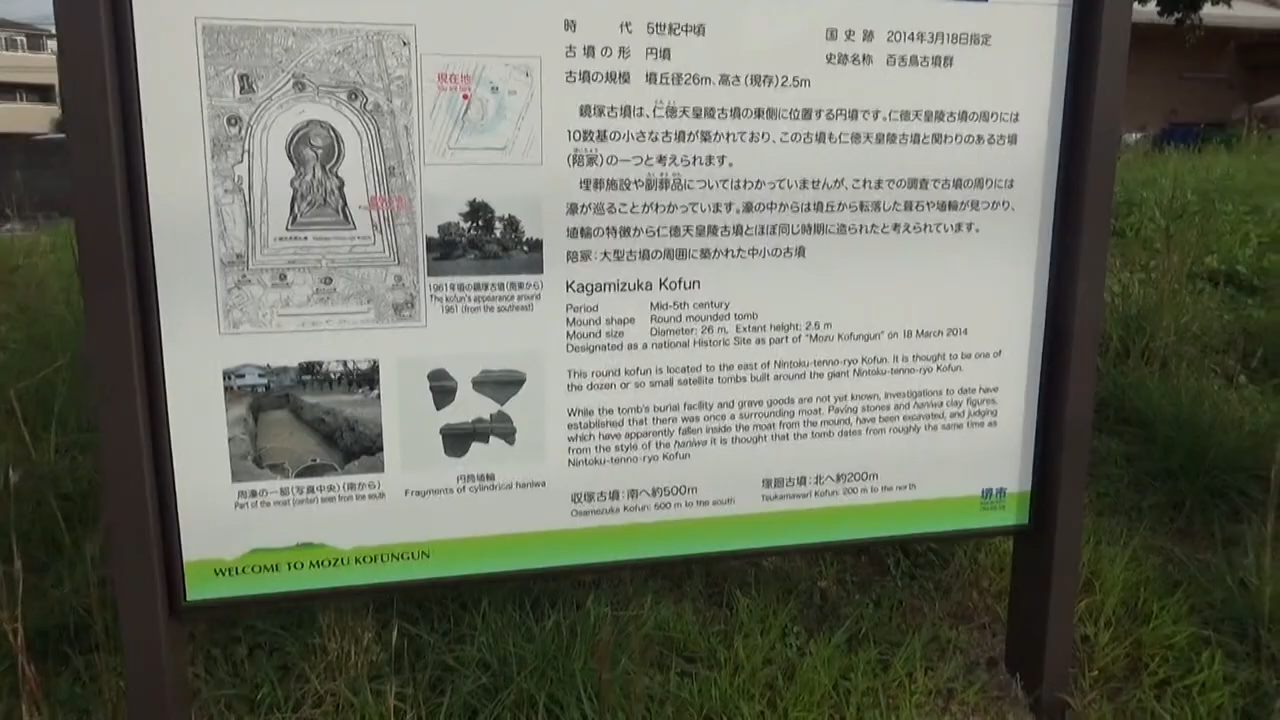 時 代 5世紀中頃
古墳の形 円墳
古墳の規模 墳丘径26m、高さ(現存)2.5m
国史跡 2014年3月18日指定
史跡名称 百舌鳥古墳群
鏡塚古墳は、仁徳天皇陵古墳の東側に位置する円墳です。仁徳天皇陵古墳の周りには
10数基の小さな古墳が築かれており、この古墳も仁徳天皇陵古墳と関わりのある古墳
(陪冢)の一つと考えられます。
埋葬施設や副葬品についてはわかっていませんが、これまでの調査で古墳の周りには
濠が巡ることがわかっています。濠の中からは墳丘から転落した葺石や埴輪が見つかり、
埴輪の特徴から仁徳天皇陵古墳とほぼ同じ時期に造られたと考えられています。
陪冢:大型古墳の周囲に築かれた中小の古墳
Kagamizuka Kofun
Period Mid-5th century
Mound shape Round mounded tomb
Mound size Diameter: 26 m, Extant height: 2.5 m
Designated as a national Historic Site as part of "Mozu Kofungun" on 18 March 2014
This round kofun is located to the east of Nintoku-tenno-ryo Kofun. It is thought to be one of
the dozen or so small satellite tombs built around the giant Nintoku-tenno-ryo Kofun.
While the tomb's burial facility and grave goods are not yet known, investigations to date have
established that there was once a surrounding moat. Paving stones and haniwa clay figures,
which have apparently fallen inside the moat from the mound, have been excavated, and judging
from the style of the haniwa it is thought that the tomb dates from roughly the same time as
Nintoku-tenno-ryo Kofun
収塚古墳:南へ約500m
Osamezuka Kofun: 500 m to the south
塚廻古墳:北へ約200m
Tsukamawari Kofun: 200 m to the north
現在地
You are here
1961年頃の鏡塚古墳(南東から)
The kofun's appearance around
1961 (from the southeast)
周濠の一部(写真中央)(南から)
Part of the moat (center) seen from the south
円筒埴輪
Fragments of cylindrical haniwa
堺市
WELCOME TO MOZU KOFUNGUN